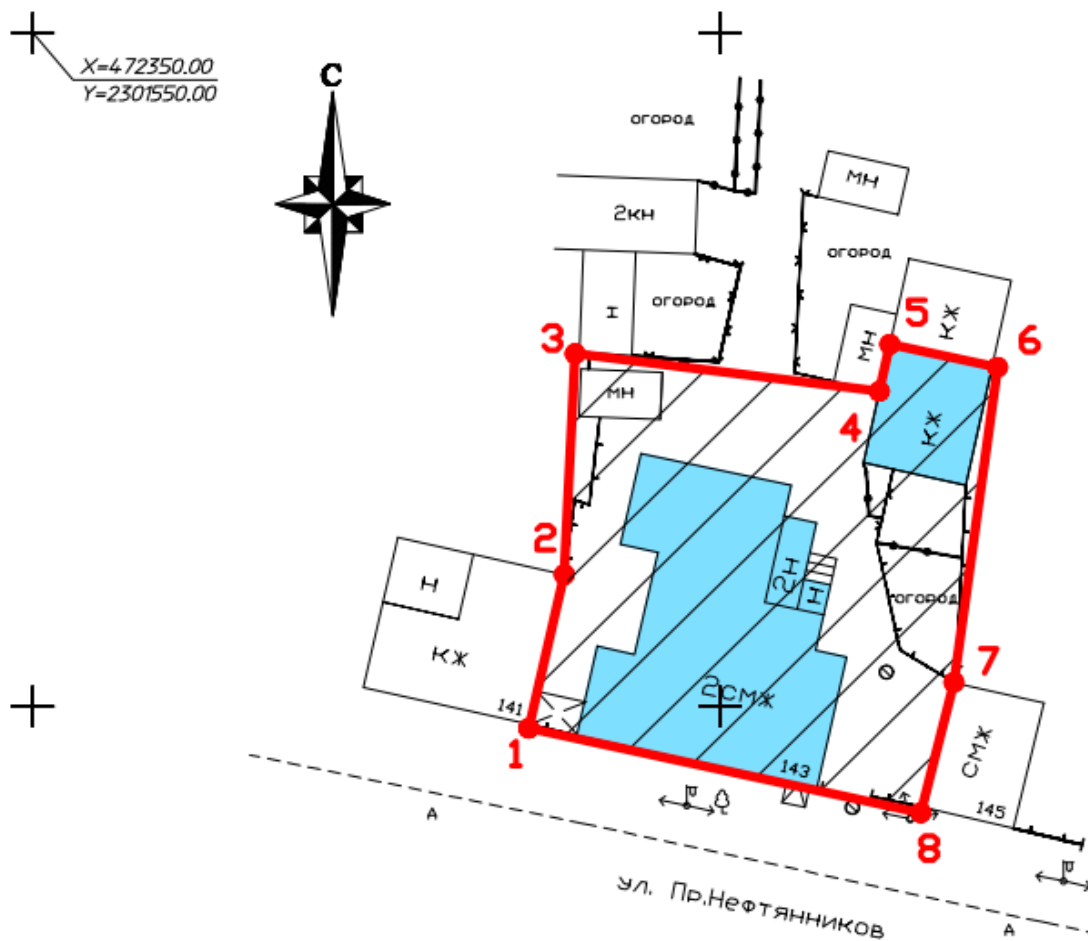 X=472350.00
Y=2301550.00
С
ОГОРОД
МН
2КН
ОГОРОД
5
КЖ
Н
ОГОРОД
3
МН
6
МН
4
КЖ
2
2Н
Н
Н
ОГОРОД
КЖ
7
2СМЖ
141
1
СМЖ
143
145
8
А
ул. Пр.Нефтянников
А